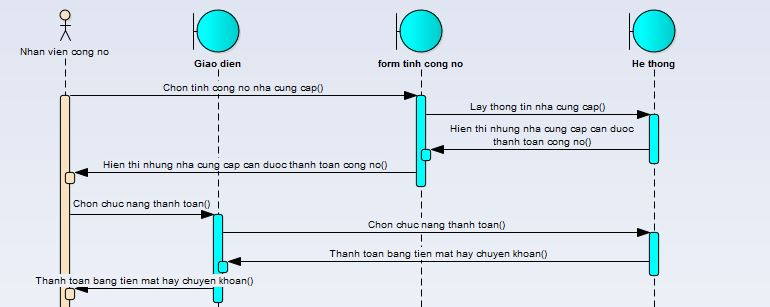 Nhan vien cong no
Giao dien
form tinh cong no
He thong
Chon tinh cong no nha cung cap()
Lay thong tin nha cung cap()
Hien thi nhung nha cung cap can duoc
thanh toan cong no()
Hien thi nhung nha cung cap can duoc thanh toan cong no()
Chon chuc nang thanh toan()
Chon chuc nang thanh toan()
Thanh toan bang tien mat hay chuyen khoan()
Thanh toan bang tien mat hay chuyen khoan()